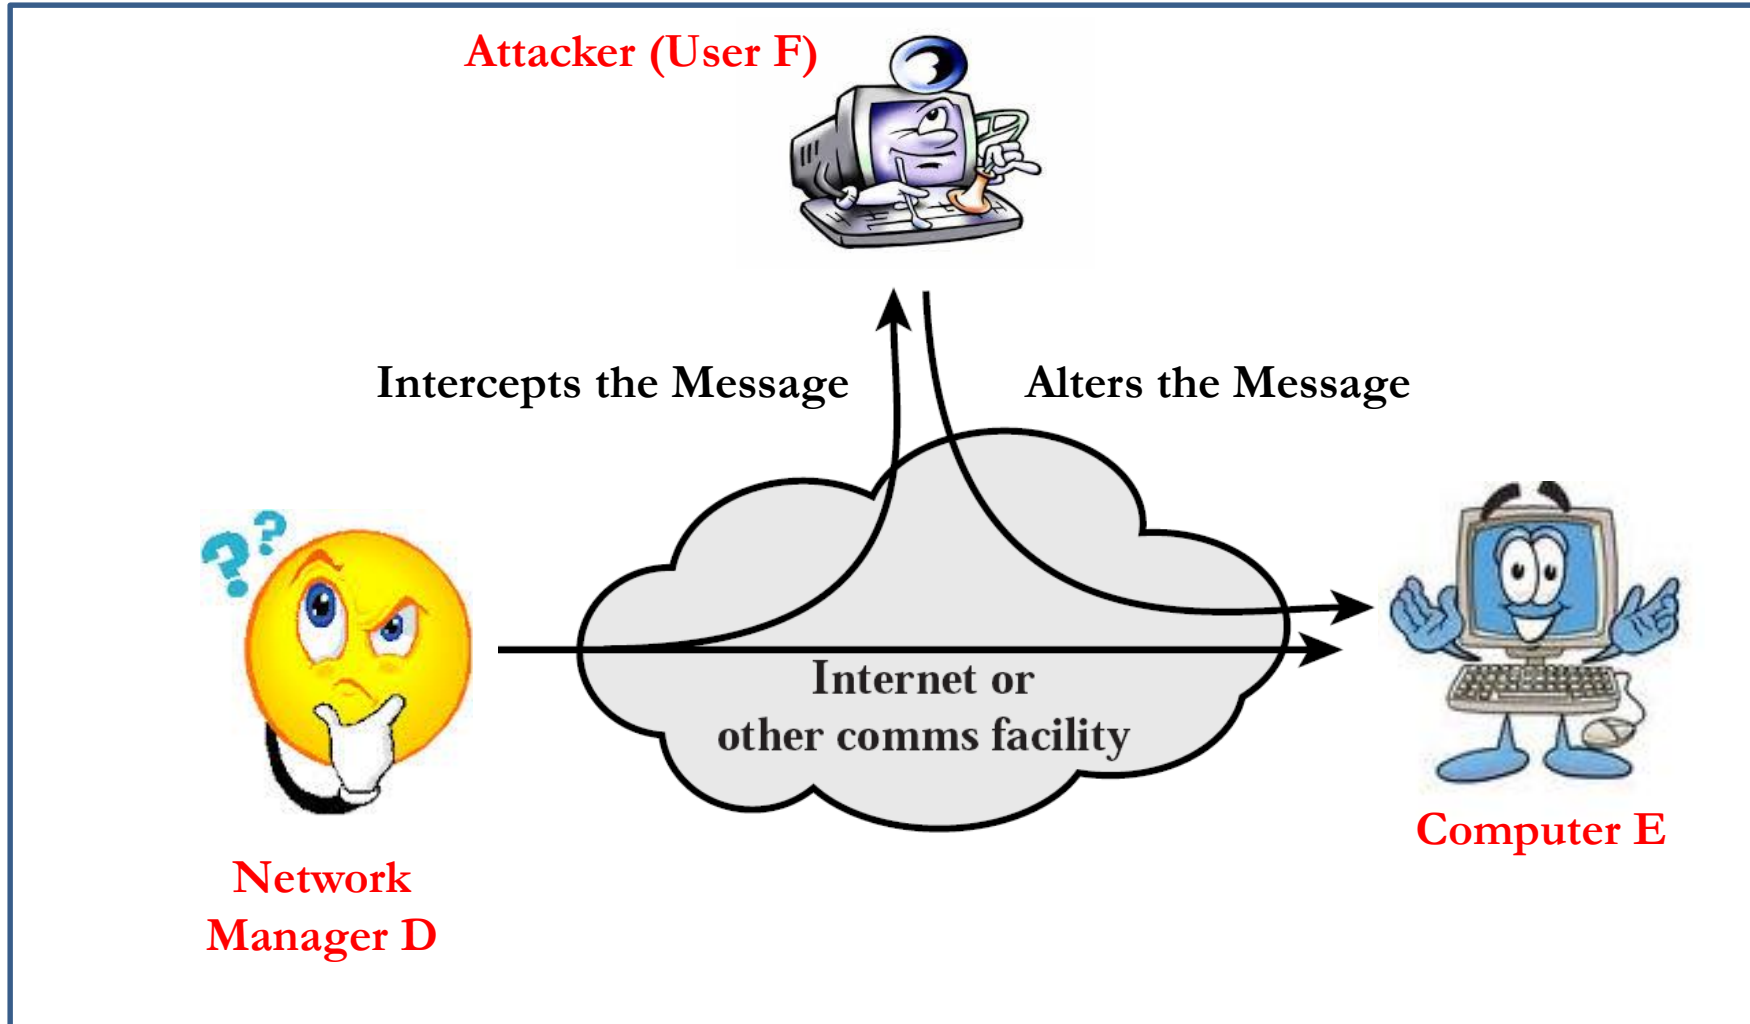 Attacker (User F)
Intercepts the Message
Alters the Message
? ?
Internet or
other comms facility
Computer E
Network
Manager D